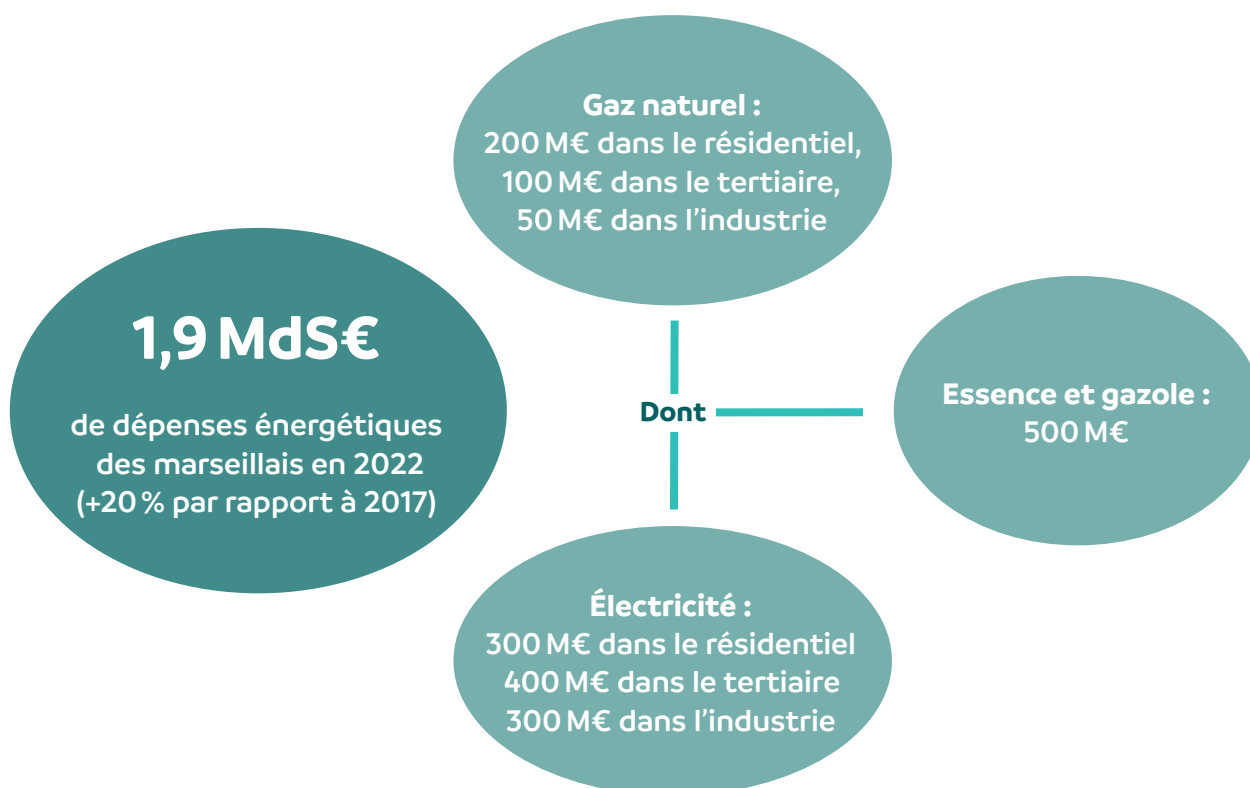 Gaz naturel :
200 M€ dans le résidentiel,
100 M€ dans le tertiaire,
50 M€ dans l’industrie
1,9 MdS€
de dépenses énergétiques
des marseillais en 2022
(+20 % par rapport à 2017)
Dont
Essence et gazole :
500 M€
Électricité :
300 M€ dans le résidentiel
400 M€ dans le tertiaire
300 M€ dans l’industrie